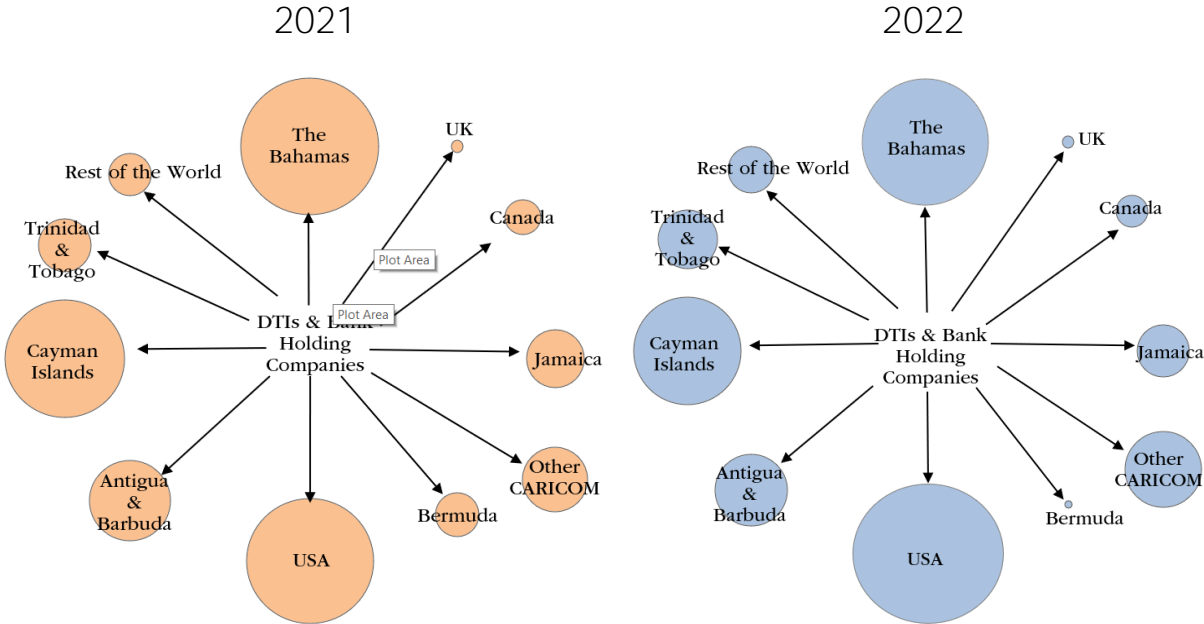 2021
The
Bahamas
UK
Rest of the World
Canada
Trinidad
&
Tobago
Plot Area
Plot Area
DTIs & Bank
Holding
Companies
Cayman
Islands
Jamaica
Antigua
&
Barbuda
Other
CARICOM
Bermuda
USA
2022
The
Bahamas
UK
Rest of the World
Canada
Trinidad
&
Tobago
DTIs & Bank
Holding
Companies
Cayman
Islands
Jamaica
Antigua
&
Barbuda
Other
CARICOM
Bermuda
USA